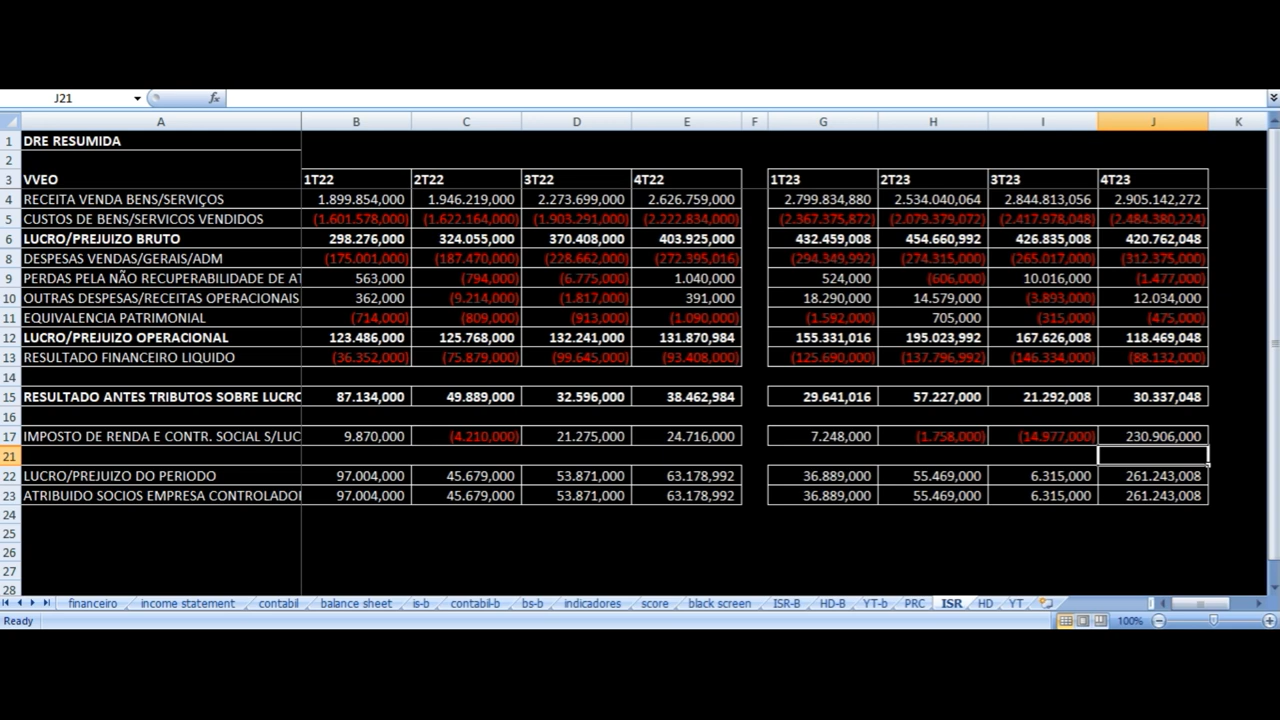 J21
A B C D E F G H I J K
1 DRE RESUMIDA
2
3 VVEO 1T22 2T22 3T22 4T22 1T23 2T23 3T23 4T23
4 RECEITA VENDA BENS/SERVIÇOS 1.899.854,000 1.946.219,000 2.273.699,000 2.626.759,000 2.799.834,880 2.534.040,064 2.844.813,056 2.905.142,272
5 CUSTOS DE BENS/SERVICOS VENDIDOS (1.601.578,000) (1.622.164,000) (1.903.291,000) (2.222.834,000) (2.367.375,872) (2.079.379,072) (2.417.978,048) (2.484.380,224)
6 LUCRO/PREJUIZO BRUTO 298.276,000 324.055,000 370.408,000 403.925,000 432.459,008 454.660,992 426.835,008 420.762,048
8 DESPESAS VENDAS/GERAIS/ADM (175.001,000) (187.470,000) (228.662,000) (272.395,016) (294.349,992) (274.315,000) (265.017,000) (312.375,000)
9 PERDAS PELA NÃO RECUPERABILIDADE DE AT 563,000 (794,000) (6.775,000) 1.040,000 524,000 (606,000) 10.016,000 (1.477,000)
10 OUTRAS DESPESAS/RECEITAS OPERACIONAIS 362,000 (9.214,000) (1.817,000) 391,000 18.290,000 14.579,000 (3.893,000) 12.034,000
11 EQUIVALENCIA PATRIMONIAL (714,000) (809,000) (913,000) (1.090,000) (1.592,000) 705,000 (315,000) (475,000)
12 LUCRO/PREJUIZO OPERACIONAL 123.486,000 125.768,000 132.241,000 131.870,984 155.331,016 195.023,992 167.626,008 118.469,048
13 RESULTADO FINANCEIRO LIQUIDO (36.352,000) (75.879,000) (99.645,000) (93.408,000) (125.690,000) (137.796,992) (146.334,000) (88.132,000)
14
15 RESULTADO ANTES TRIBUTOS SOBRE LUCRO 87.134,000 49.889,000 32.596,000 38.462,984 29.641,016 57.227,000 21.292,008 30.337,048
16
17 IMPOSTO DE RENDA E CONTR. SOCIAL S/LUC 9.870,000 (4.210,000) 21.275,000 24.716,000 7.248,000 (1.758,000) (14.977,000) 230.906,000
21
22 LUCRO/PREJUIZO DO PERIODO 97.004,000 45.679,000 53.871,000 63.178,992 36.889,000 55.469,000 6.315,000 261.243,008
23 ATRIBUIDO SOCIOS EMPRESA CONTROLADO 97.004,000 45.679,000 53.871,000 63.178,992 36.889,000 55.469,000 6.315,000 261.243,008
24
25
26
27
28
financeiro income statement contabil balance sheet is-b contabil-b bs-b indicadores score black screen ISR-B HD-B YT-b PRC ISR HD YT
Ready 100%